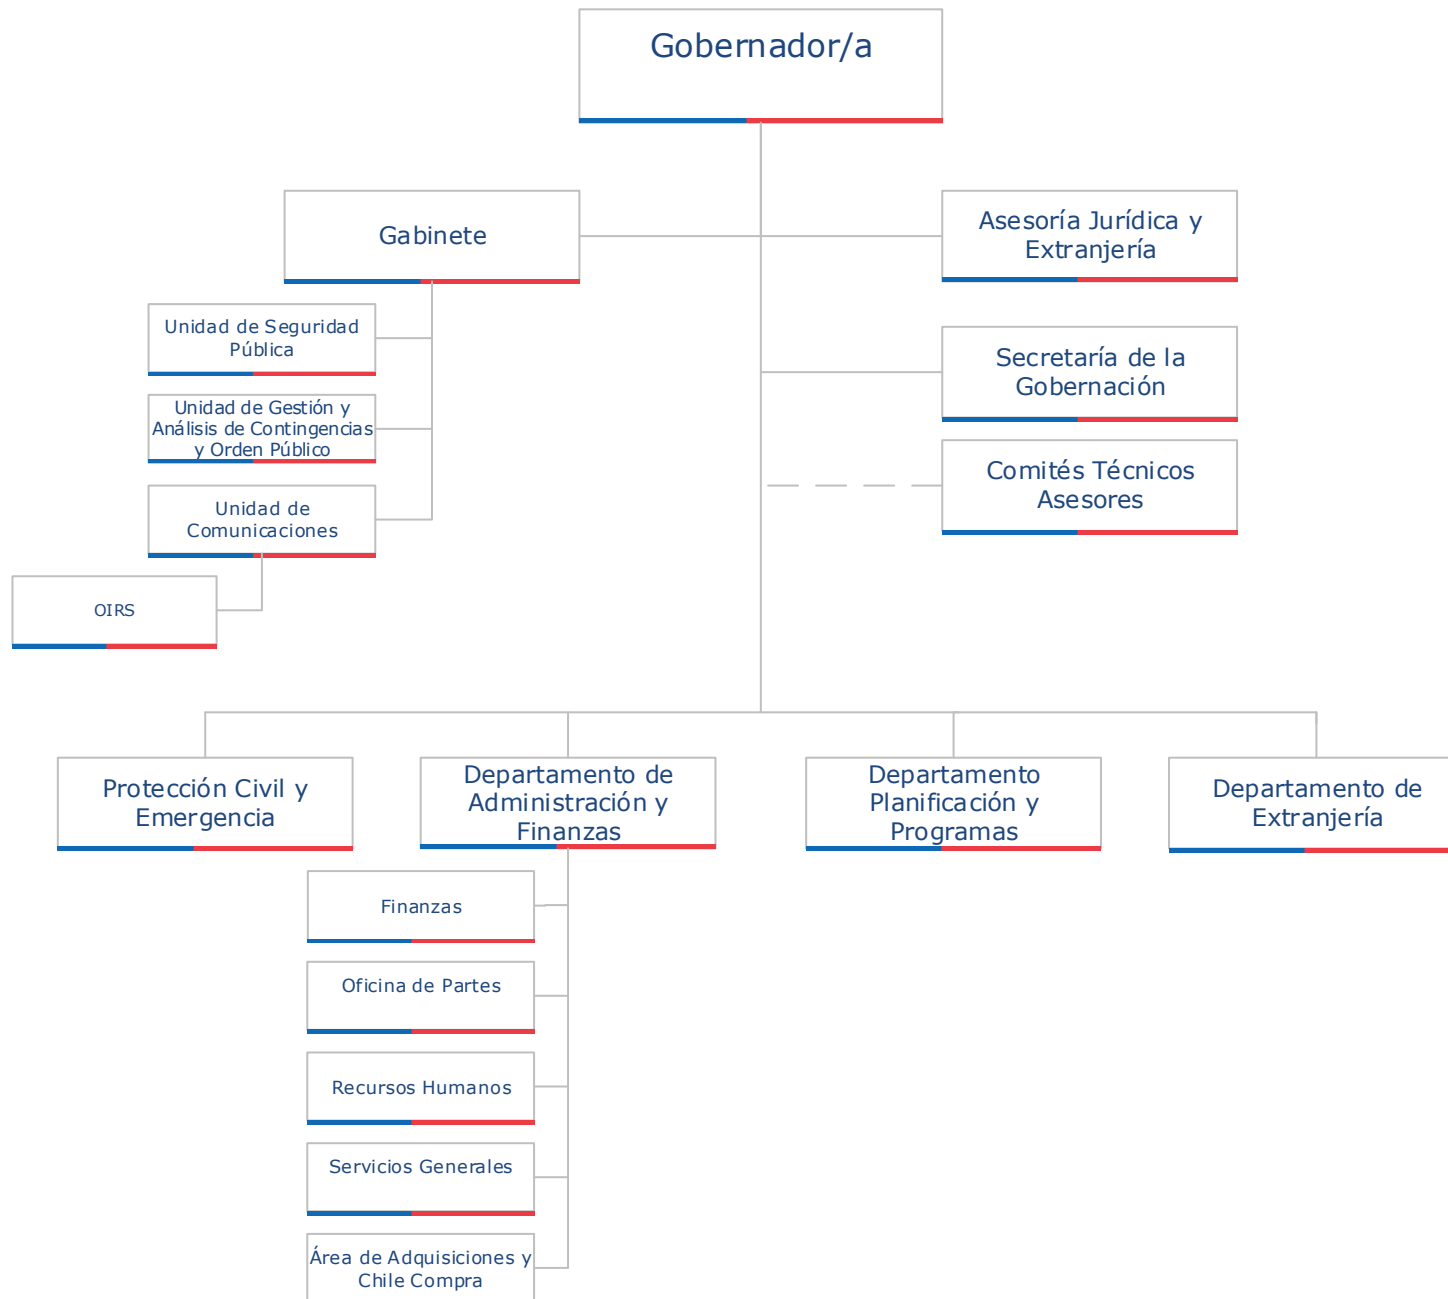 Gobernador/a
Gabinete
Asesoría Jurídica y
Extranjería
Unidad de Seguridad
Pública
Secretaría de la
Gobernación
Unidad de Gestión y
Análisis de Contingencias
y Orden Público
Comités Técnicos
Asesores
Unidad de
Comunicaciones
OIRS
Protección Civil y
Emergencia
Departamento de
Administración y
Finanzas
Departamento
Planificación y
Programas
Departamento de
Extranjería
Finanzas
Oficina de Partes
Recursos Humanos
Servicios Generales
Área de Adquisiciones y
Chile Compra